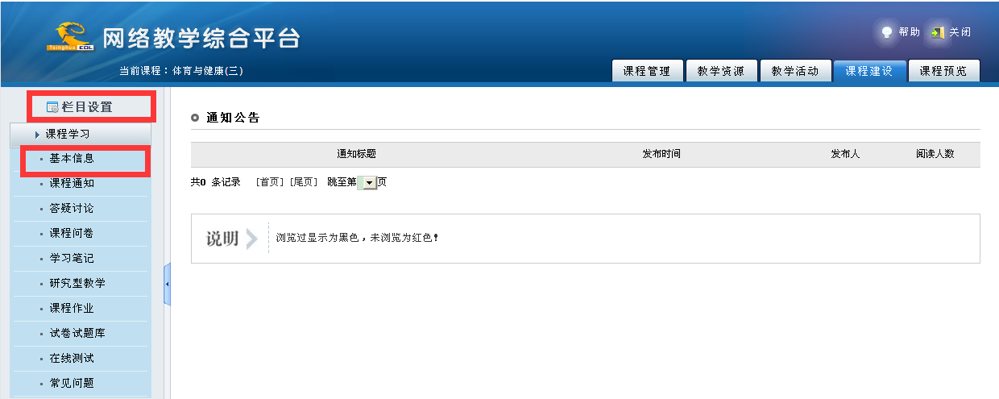 网络教学综合平台
Tsinghua EOL
帮助 关闭
当前课程：体育与健康(三)
课程管理 教学资源 教学活动 课程建设 课程预览
栏目设置
课程学习
基本信息
课程通知
答疑讨论
课程问卷
学习笔记
研究型教学
课程作业
试卷试题库
在线测试
常见问题
通知公告
通知标题 发布时间 发布人 阅读人数
共0 条记录 [首页] [尾页] 跳至第 页
说明 浏览过显示为黑色，未浏览为红色！